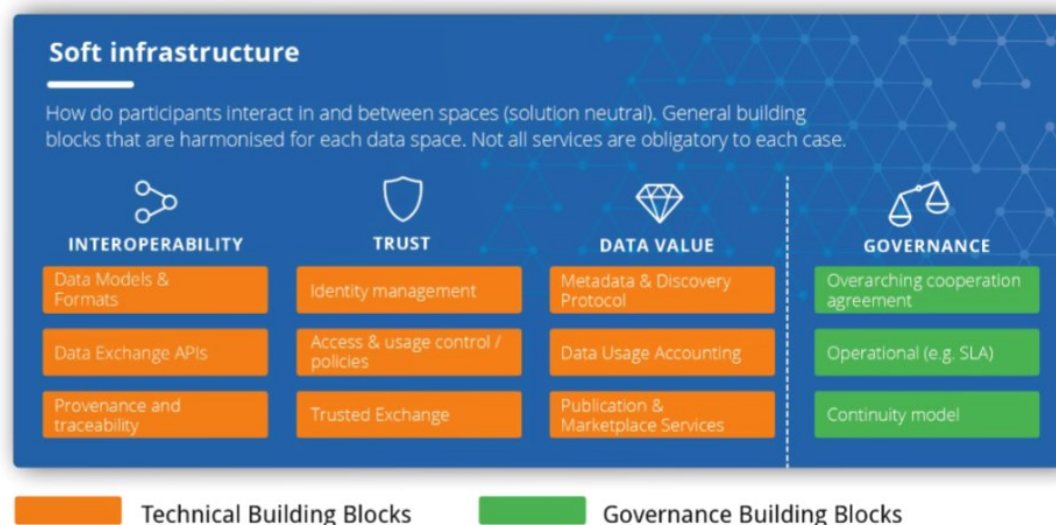 Soft infrastructure
How do participants interact in and between spaces (solution neutral). General building
blocks that are harmonised for each data space. Not all services are obligatory to each case.
INTEROPERABILITY
Data Models &
Formats
Data Exchange APIs
Provenance and
traceability
TRUST
Identity management
Access & usage control /
policies
Trusted Exchange
DATA VALUE
Metadata & Discovery
Protocol
Data Usage Accounting
Publication &
Marketplace Services
GOVERNANCE
Overarching cooperation
agreement
Operational (e.g. SLA)
Continuity model
Technical Building Blocks
Governance Building Blocks